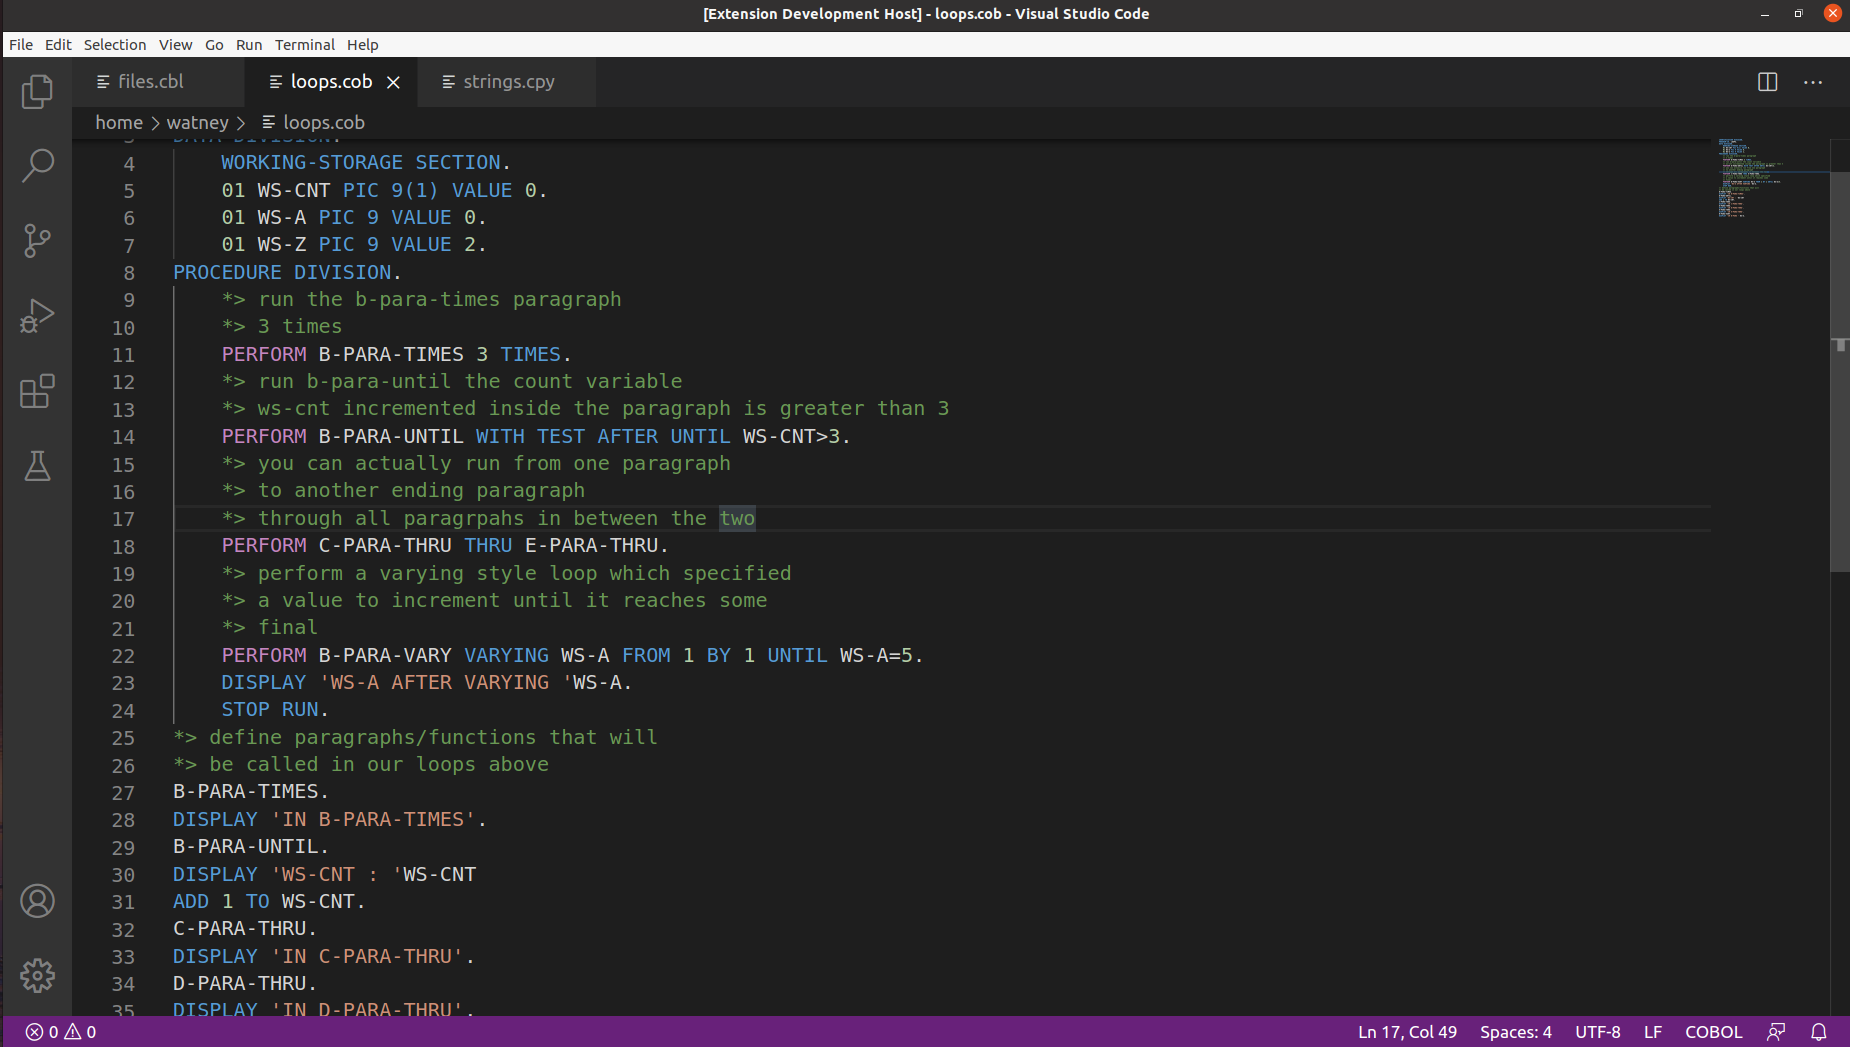 [Extension Development Host] - loops.cob - Visual Studio Code
File Edit Selection View Go Run Terminal Help
files.cbl loops.cob strings.cpy
home > watney > loops.cob
3 DATA DIVISION.
4 WORKING-STORAGE SECTION.
5 01 WS-CNT PIC 9(1) VALUE 0.
6 01 WS-A PIC 9 VALUE 0.
7 01 WS-Z PIC 9 VALUE 2.
8 PROCEDURE DIVISION.
9 *> run the b-para-times paragraph
10 *> 3 times
11 PERFORM B-PARA-TIMES 3 TIMES.
12 *> run b-para-until the count variable
13 *> ws-cnt incremented inside the paragraph is greater than 3
14 PERFORM B-PARA-UNTIL WITH TEST AFTER UNTIL WS-CNT>3.
15 *> you can actually run from one paragraph
16 *> to another ending paragraph
17 *> through all paragrpahs in between the two
18 PERFORM C-PARA-THRU THRU E-PARA-THRU.
19 *> perform a varying style loop which specified
20 *> a value to increment until it reaches some
21 *> final
22 PERFORM B-PARA-VARY VARYING WS-A FROM 1 BY 1 UNTIL WS-A=5.
23 DISPLAY 'WS-A AFTER VARYING 'WS-A.
24 STOP RUN.
25 *> define paragraphs/functions that will
26 *> be called in our loops above
27 B-PARA-TIMES.
28 DISPLAY 'IN B-PARA-TIMES'.
29 B-PARA-UNTIL.
30 DISPLAY 'WS-CNT : 'WS-CNT
31 ADD 1 TO WS-CNT.
32 C-PARA-THRU.
33 DISPLAY 'IN C-PARA-THRU'.
34 D-PARA-THRU.
35 DISPLAY 'IN D-PARA-THRU'.
0 0 Ln 17, Col 49 Spaces: 4 UTF-8 LF COBOL